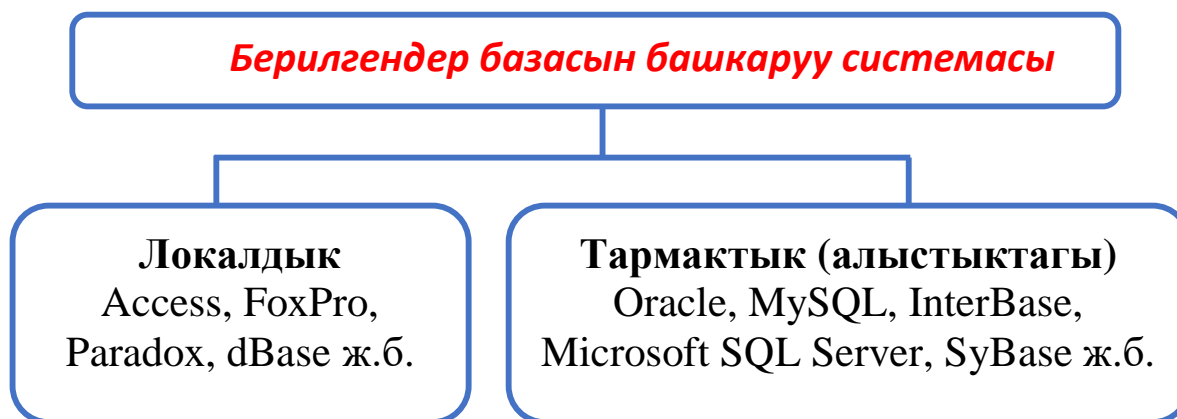 Берилгендер базасын башкаруу системасы
Локалдык
Access, FoxPro,
Paradox, dBase ж.б.
Тармактык (алыстыктагы)
Oracle, MySQL, InterBase,
Microsoft SQL Server, SyBase ж.б.